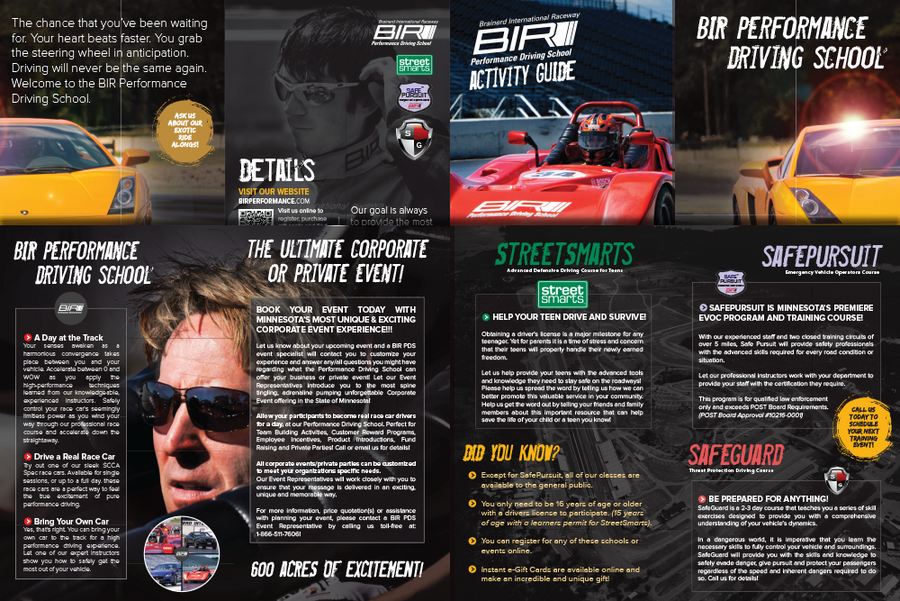 The chance that you've been waiting
for. Your heart beats faster. You grab
the steering wheel in anticipation.
Driving will never be the same again.
Welcome to the BIR Performance
Driving School.
ASK US
ABOUT OUR
EXOTIC
RIDE
ALONGS!
Brainerd International Raceway
BIR
Performance Driving School
street
smarts
SAFE
PURSUIT
S G
DETAILS
VISIT OUR WEBSITE
BIRPERFORMANCE.COM
Visit us online to
register, purchase
Our goal is always
to provide the most
Brainerd International Raceway
BIR
Performance Driving School
ACTIVITY GUIDE
BIR PERFORMANCE
DRIVING SCHOOL
BIR PERFORMANCE
DRIVING SCHOOL
BIR
A Day at the Track
Your senses awaken as a
harmonious convergence takes
place between you and your
vehicle. Accelerate between 0 and
WOW as you apply the
high-performance techniques
learned from our knowledgeable,
experienced instructors. Safely
control your race car's seemingly
limitless power as you wind your
way through our professional race
course and accelerate down the
straightaway.
Drive a Real Race Car
Try out one of our sleek SCCA
spec race cars. Available for single
sessions, or up to a full day, these
race cars are a perfect way to feel
the true excitement of pure
performance driving.
Bring Your Own Car
Yes, that's right. You can bring your
own car to the track for a high
performance driving experience.
Let one of our expert instructors
show you how to safely get the
most out of your vehicle.
THE ULTIMATE CORPORATE
OR PRIVATE EVENT!
BOOK YOUR EVENT TODAY WITH
MINNESOTA'S MOST UNIQUE & EXCITING
CORPORATE EVENT EXPERIENCE!!!
Let us know about your upcoming event and a BIR PDS
event specialist will contact you to customize your
experience and answer any/all questions you might have
regarding what the Performance Driving School can
offer your business or private event! Let our Event
Representatives introduce you to the most spine
tingling, adrenaline pumping unforgettable Corporate
Event offering in the State of Minnesota!
Allow your participants to become real race car drivers
for a day, at our Performance Driving School. Perfect for
Team Building Activities, Customer Reward Programs,
Employee Incentives, Product Introductions, Fund
Raising and Private Parties! Call or email us for details!
All corporate events/private parties can be customized
to meet your organizations specific needs.
Our Event Representatives will work closely with you to
ensure that your message is delivered in an exciting,
unique and memorable way.
For more information, price quotation(s) or assistance
with planning your event, please contact a BIR PDS
Event Representative by calling us toll-free at:
1-866-511-7606!
600 ACRES OF EXCITEMENT!
STREETSMARTS
Advanced Defensive Driving Course for Teens
street
smarts
HELP YOUR TEEN DRIVE AND SURVIVE!
Obtaining a driver's license is a major milestone for any
teenager. Yet for parents it is a time of stress and concern
that their teens will properly handle their newly earned
freedom.
Let us help provide your teens with the advanced tools
and knowledge they need to stay safe on the roadways!
Please help us spread the word by telling us how we can
better promote this valuable service in your community.
Help us get the word out by telling your friends and family
members about this important resource that can help
save the life of your child or a teen you know!
DID YOU KNOW?
Except for SafePursuit, all of our classes are
available to the general public.
You only need to be 16 years of age or older
with a drivers license to participate. (15 years
of age with a learners permit for StreetSmarts).
You can register for any of these schools or
events online.
Instant e-Gift Cards are available online and
make an incredible and unique gift!
SAFEPURSUIT
Emergency Vehicle Operators Course
SAFE
PURSUIT
SAFEPURSUIT IS MINNESOTA'S PREMIERE
EVOC PROGRAM AND TRAINING COURSE!
With our experienced staff and two closed training circuits of
over 5 miles, Safe Pursuit will provide safety professionals
with the advanced skills required for every road condition or
situation.
Let our professional instructors work with your department to
provide your staff with the certification they require.
This program is for qualified law enforcement
only and exceeds POST Board Requirements.
(POST Board Approval #10216-0001)
CALL US
TODAY TO
SCHEDULE
YOUR NEXT
TRAINING
EVENT!
SAFEGUARD
Threat Protection Driving Course
BE PREPARED FOR ANYTHING!
SafeGuard is a 2-3 day course that teaches you a series of skill
exercises designed to provide you with a comprehensive
understanding of your vehicle's dynamics.
In a dangerous world, it is imperative that you learn the
necessary skills to fully control your vehicle and surroundings.
SafeGuard will provide you with the skills and knowledge to
safely evade danger, give pursuit and protect your passengers
regardless of the speed and inherent dangers required to do
so. Call us for details!